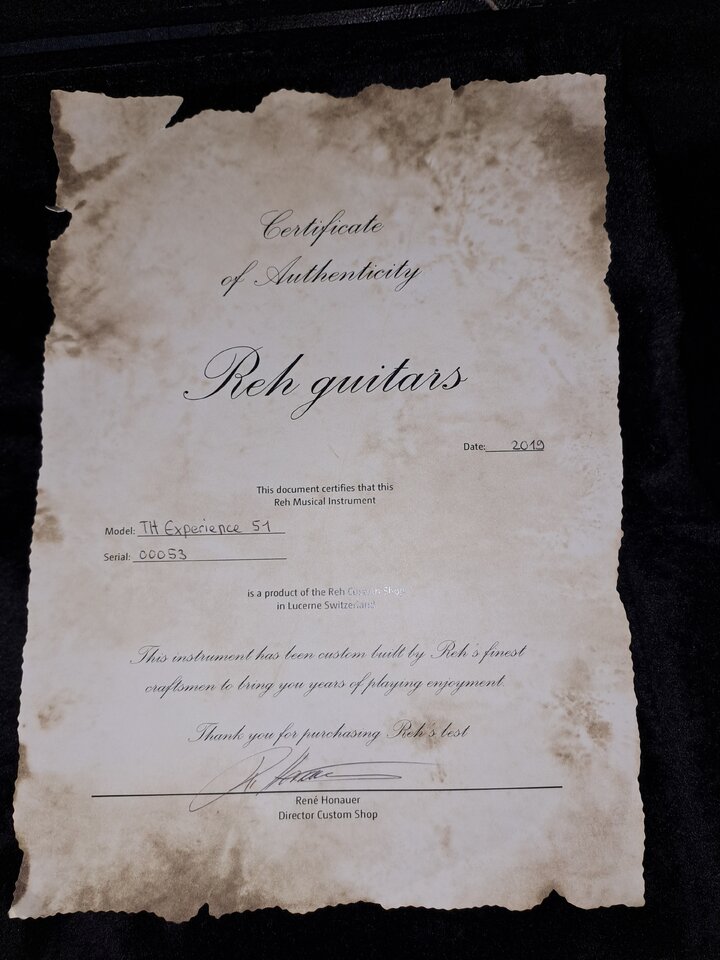 Certificate
of Authenticity
Reh guitars
Date: 2019
This document certifies that this
Reh Musical Instrument
Model: TH Experience 51
Serial: 00053
is a product of the Reh Custom Shop
in Lucerne Switzerland
This instrument has been custom built by Reh's finest
craftsmen to bring you years of playing enjoyment.
Thank you for purchasing Reh's best
René Honauer
Director Custom Shop